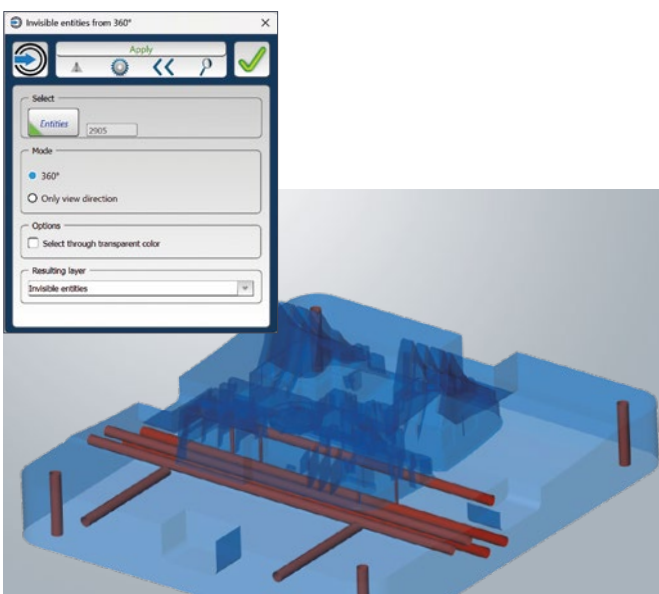 Invisible entities from 360°
Apply
Select
Entities
2905
Mode
360°
Only view direction
Options
Select through transparent color
Resulting layer
Invisible entities